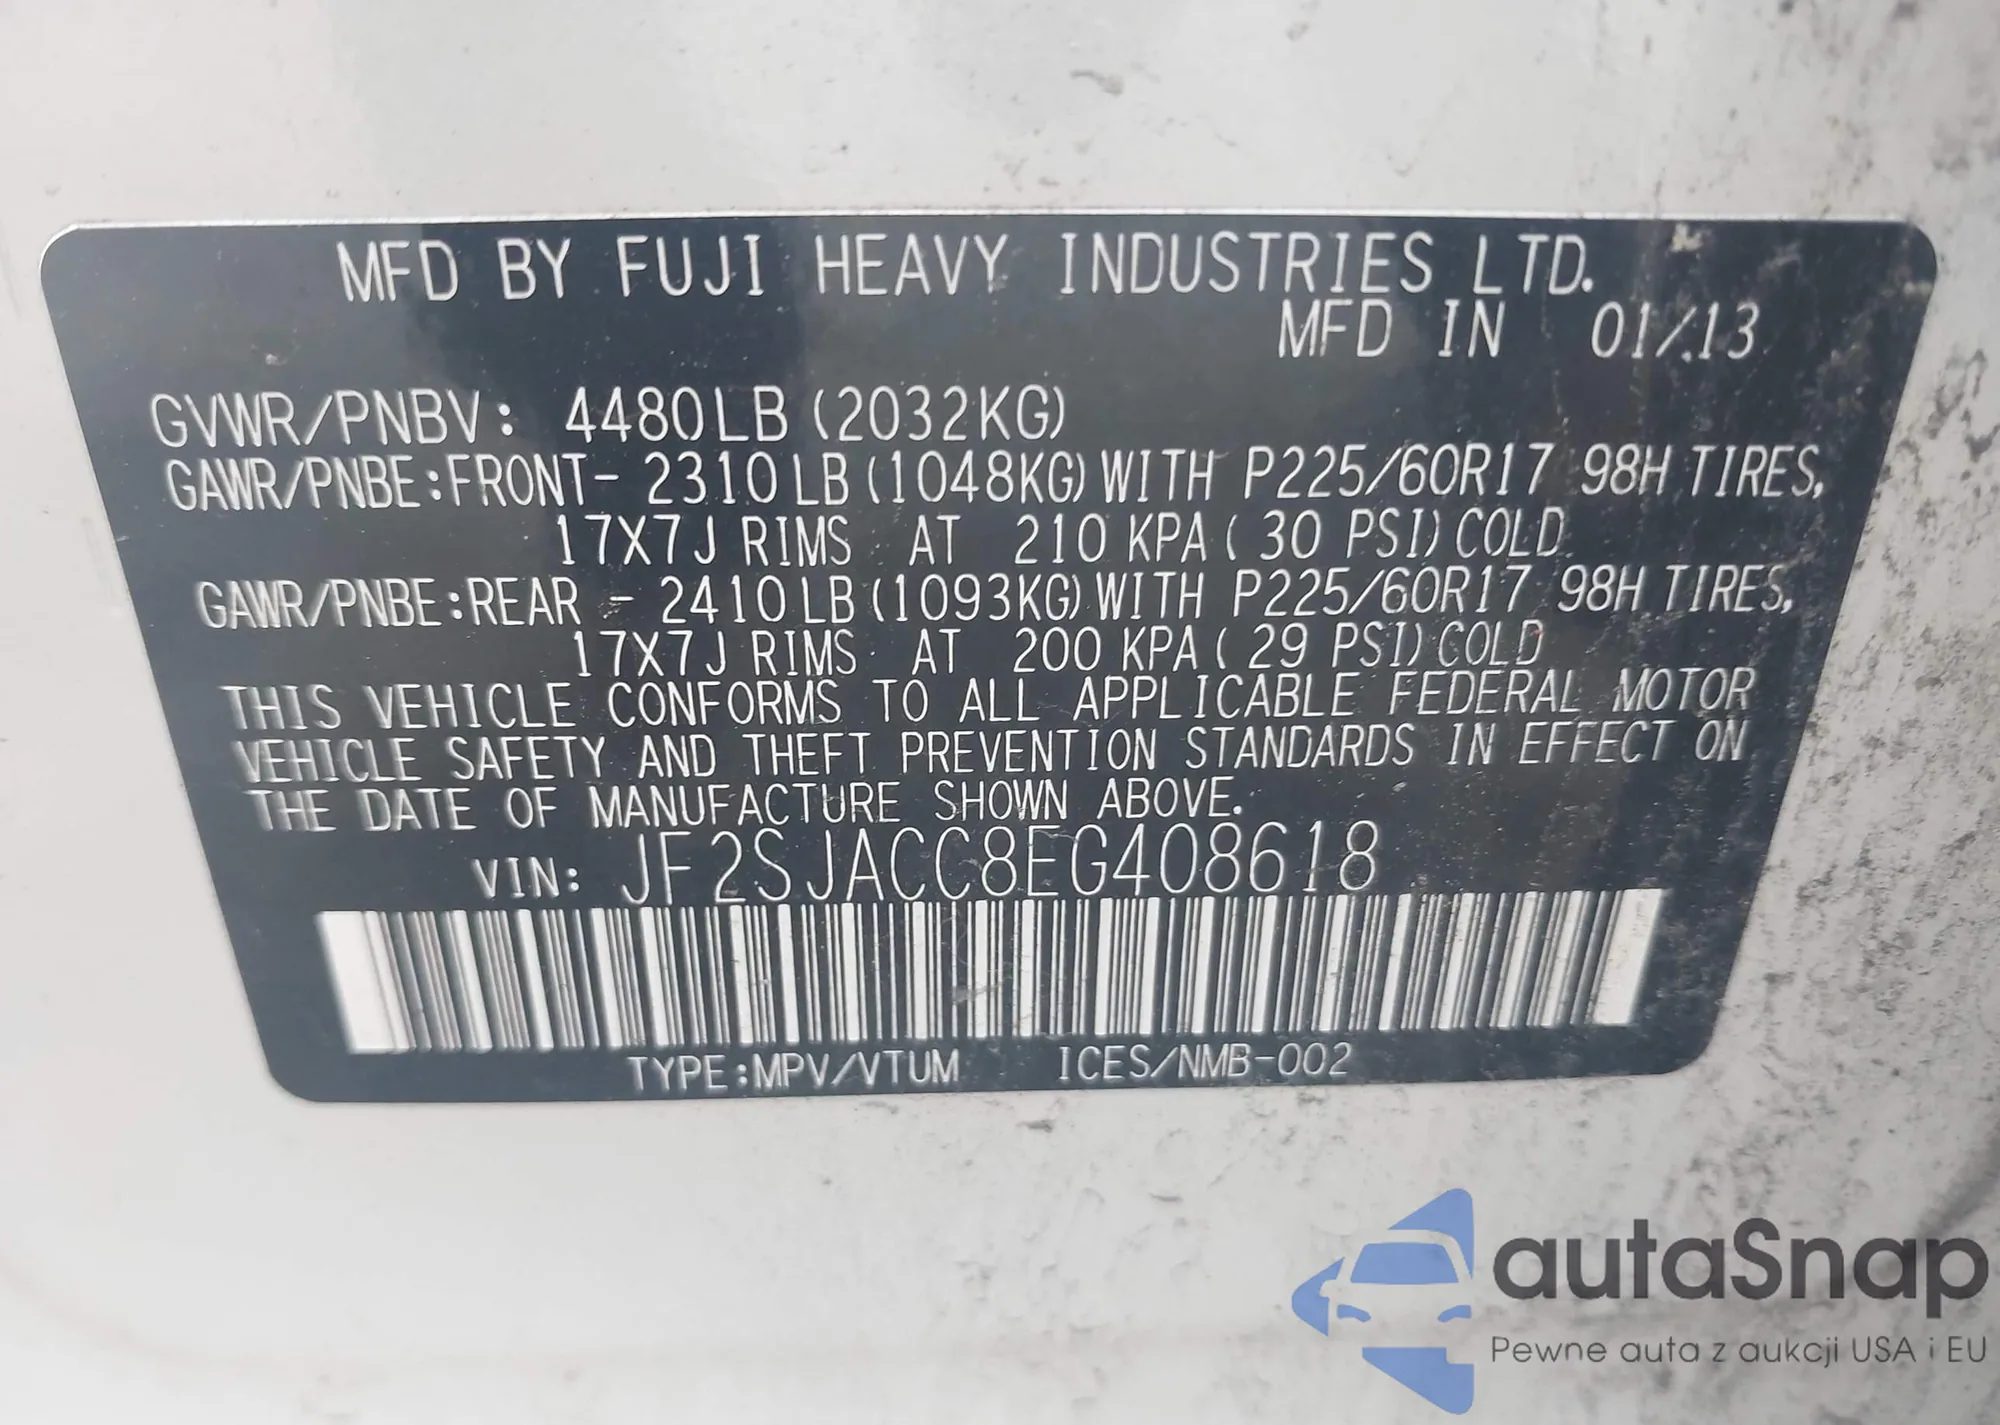 MFD BY FUJI HEAVY INDUSTRIES LTD.
MFD IN 01/13
GVWR/PNBV: 4480LB (2032KG)
GAWR/PNBE:FRONT- 2310LB (1048KG) WITH P225/60R17 98H TIRES,
17X7J RIMS AT 210 KPA ( 30 PSI) COLD
GAWR/PNBE:REAR - 2410LB (1093KG) WITH P225/60R17 98H TIRES,
17X7J RIMS AT 200 KPA ( 29 PSI) COLD
THIS VEHICLE CONFORMS TO ALL APPLICABLE FEDERAL MOTOR
VEHICLE SAFETY AND THEFT PREVENTION STANDARDS IN EFFECT ON
THE DATE OF MANUFACTURE SHOWN ABOVE.
VIN: JF2SJACC8EG408618
TYPE:MPV/VTUM ICES/NMB-002
autaSnap
Pewne auta z aukcji USA i EU